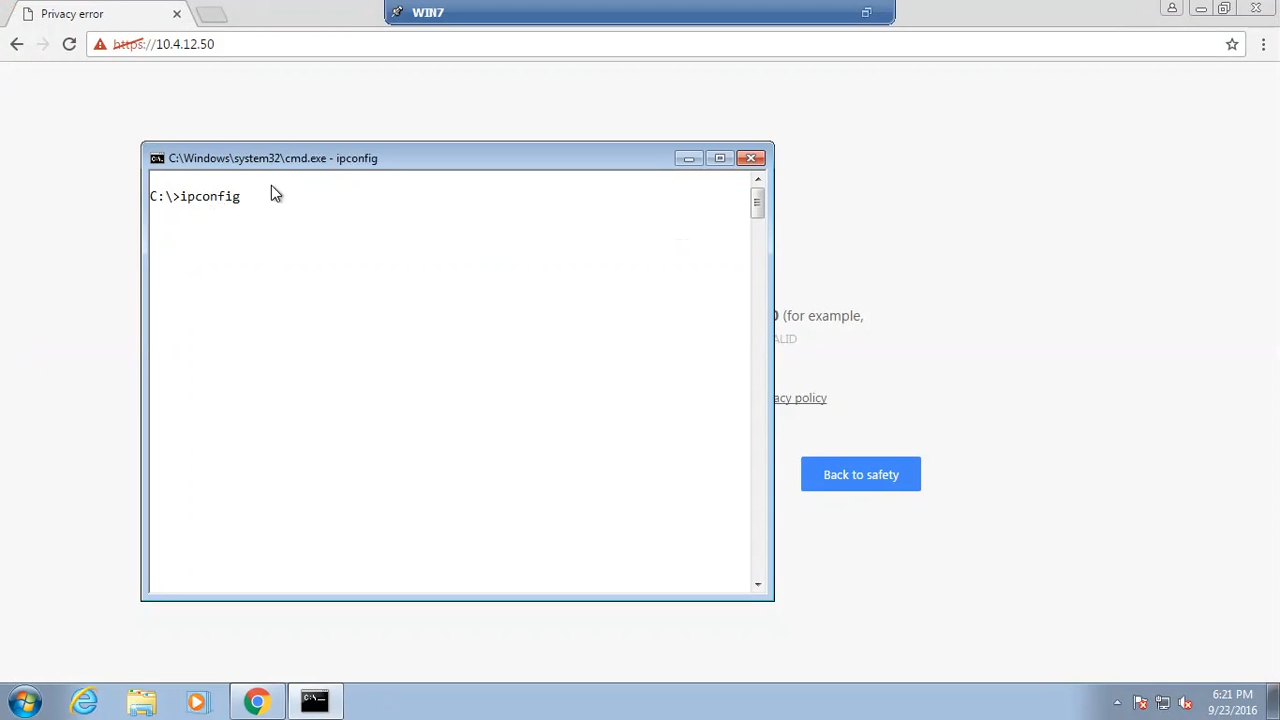 Privacy error
WIN7
https://10.4.12.50
C:\Windows\system32\cmd.exe - ipconfig
C:\>ipconfig
(for example,
ALID
acy policy
Back to safety
6:21 PM
9/23/2016